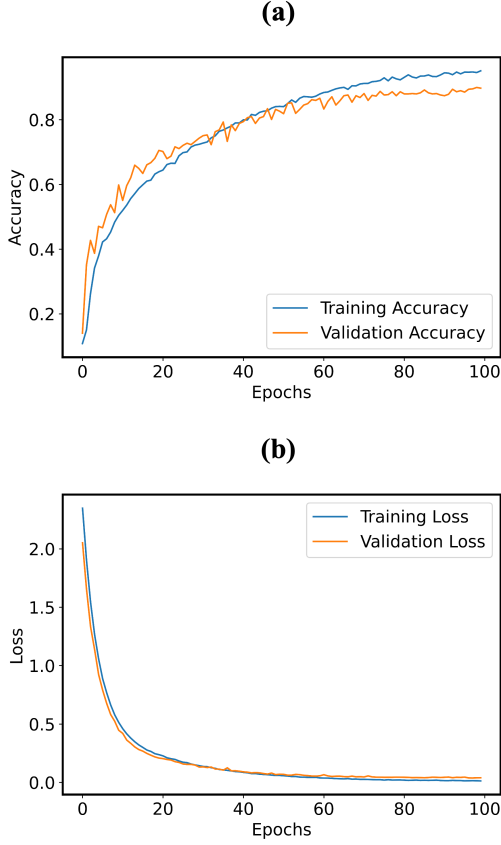 (a)
Accuracy
0.8
0.6
0.4
0.2
Training Accuracy
Validation Accuracy
0 20 40 60 80 100
Epochs
(b)
Loss
2.0
1.5
1.0
0.5
0.0
Training Loss
Validation Loss
0 20 40 60 80 100
Epochs